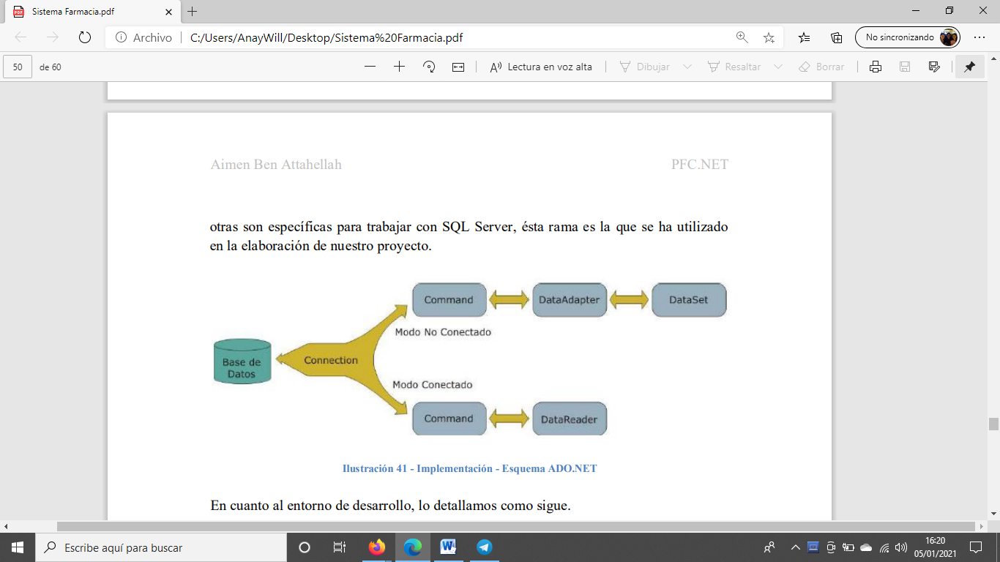 Sistema Farmacia.pdf
Archivo
C:/Users/AnayWill/Desktop/Sistema%20Farmacia.pdf
No sincronizando
50 de 60
Lectura en voz alta
Dibujar
Resaltar
Borrar
Aimen Ben Attahellah PFC.NET
otras son específicas para trabajar con SQL Server, ésta rama es la que se ha utilizado
en la elaboración de nuestro proyecto.
Command
DataAdapter
DataSet
Modo No Conectado
Base de
Datos
Connection
Modo Conectado
Command
DataReader
Ilustración 41 - Implementación - Esquema ADO.NET
En cuanto al entorno de desarrollo, lo detallamos como sigue.
Escribe aquí para buscar
16:20
05/01/2021